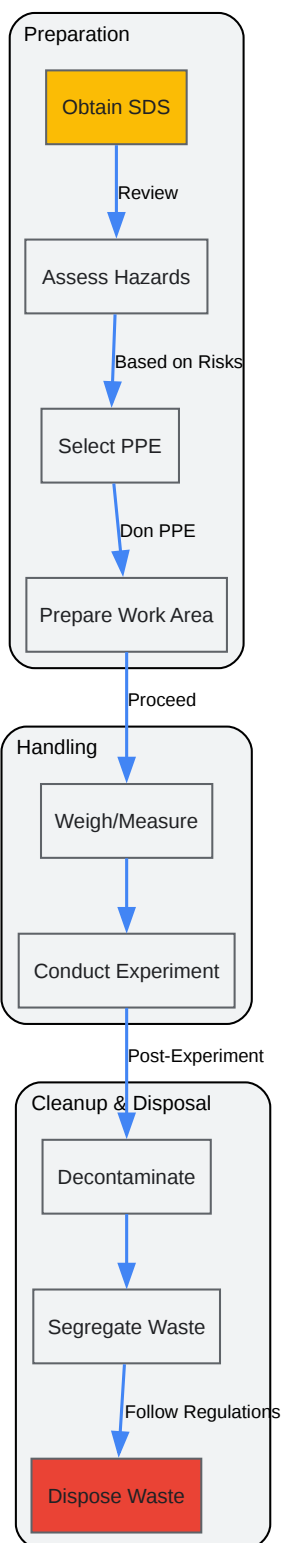 Preparation
Obtain SDS
Review
Assess Hazards
Based on Risks
Select PPE
Don PPE
Prepare Work Area
Proceed
Handling
Weigh/Measure
Conduct Experiment
Post-Experiment
Cleanup & Disposal
Decontaminate
Segregate Waste
Follow Regulations
Dispose Waste